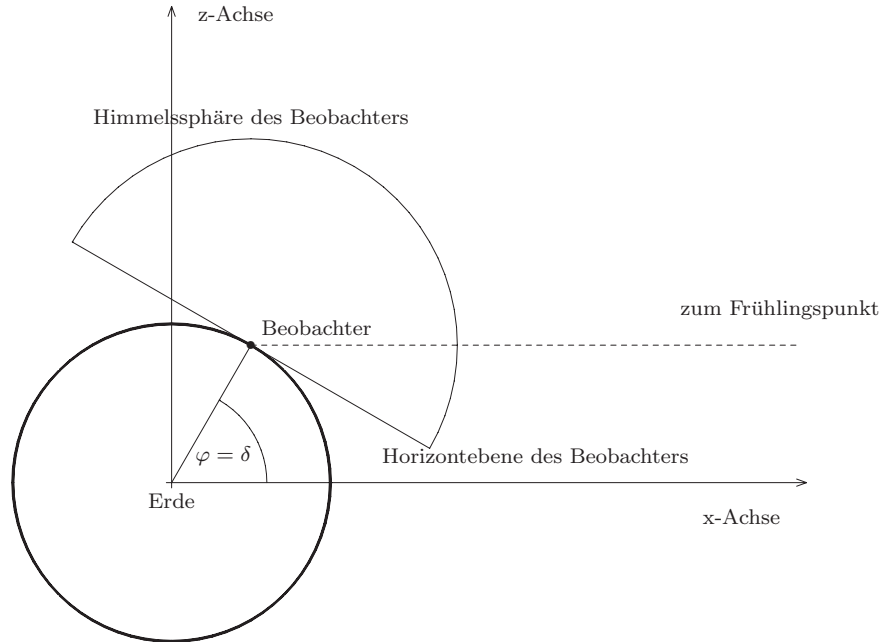 z-Achse
Himmelssphäre des Beobachters
zum Frühlingspunkt
Beobachter
φ = δ
Horizontebene des Beobachters
Erde
x-Achse